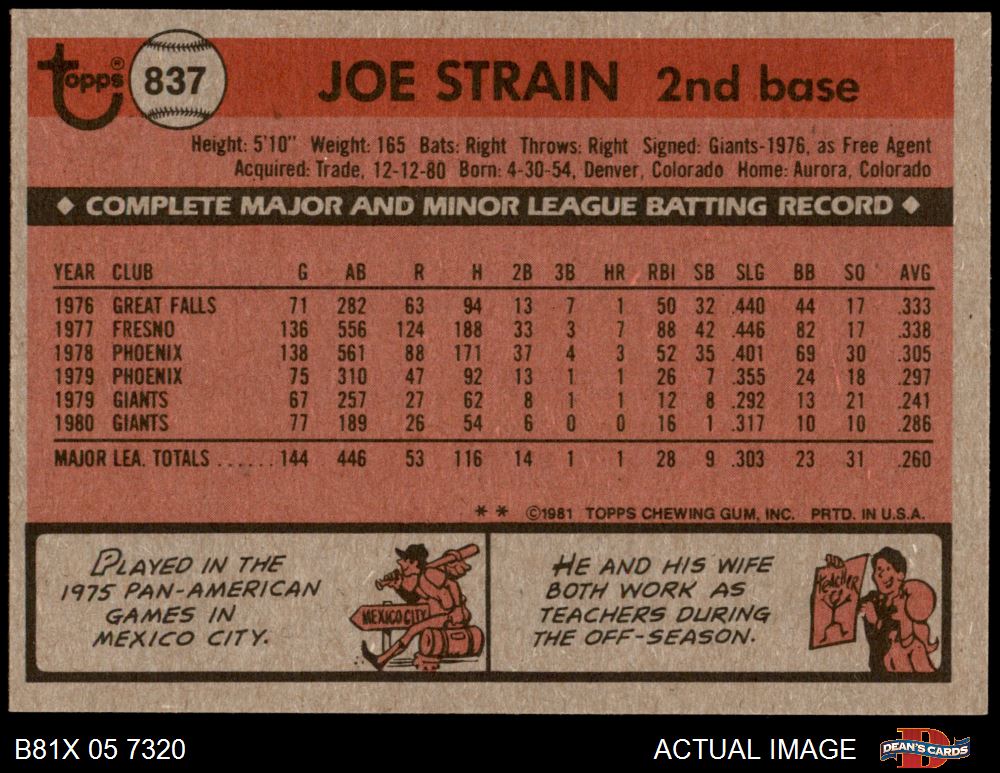 Topps®
837
JOE STRAIN 2nd base
Height: 5'10" Weight: 165 Bats: Right Throws: Right Signed: Giants-1976, as Free Agent
Acquired: Trade, 12-12-80 Born: 4-30-54, Denver, Colorado Home: Aurora, Colorado
◆ COMPLETE MAJOR AND MINOR LEAGUE BATTING RECORD ◆
YEAR CLUB G AB R H 2B 3B HR RBI SB SLG BB SO AVG
1976 GREAT FALLS 71 282 63 94 13 7 1 50 32 .440 44 17 .333
1977 FRESNO 136 556 124 188 33 3 7 88 42 .446 82 17 .338
1978 PHOENIX 138 561 88 171 37 4 3 52 35 .401 69 30 .305
1979 PHOENIX 75 310 47 92 13 1 1 26 7 .355 24 18 .297
1979 GIANTS 67 257 27 62 8 1 1 12 8 .292 13 21 .241
1980 GIANTS 77 189 26 54 6 0 0 16 1 .317 10 10 .286
MAJOR LEA. TOTALS ...... 144 446 53 116 14 1 1 28 9 .303 23 31 .260
* * ©1981 TOPPS CHEWING GUM, INC. PRTD. IN U.S.A.
PLAYED IN THE
1975 PAN-AMERICAN
GAMES IN
MEXICO CITY.
MEXICO CITY
HE AND HIS WIFE
BOTH WORK AS
TEACHERS DURING
THE OFF-SEASON.
TEACHER
B81X 05 7320
ACTUAL IMAGE
DEAN'S CARDS